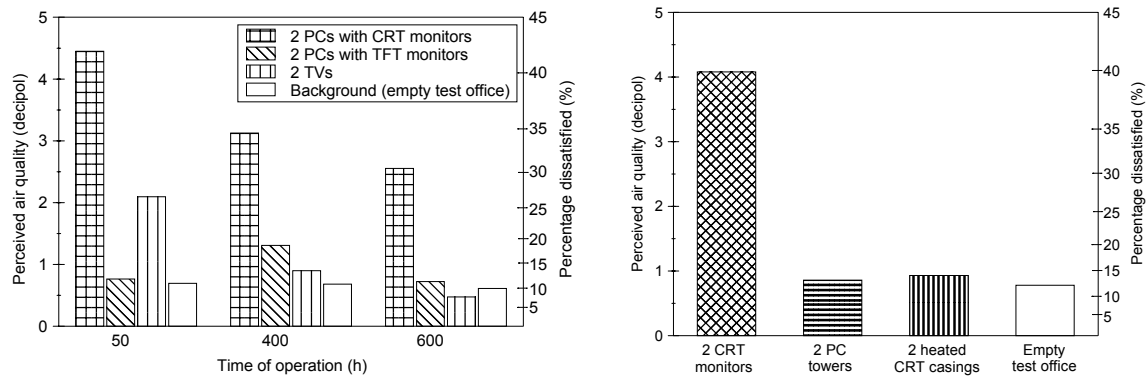 5
4
3
2
1
0
Perceived air quality (decipol)
2 PCs with CRT monitors
2 PCs with TFT monitors
2 TVs
Background (empty test office)
45
40
35
30
25
20
15
10
5
Percentage dissatisfied (%)
50
400
600
Time of operation (h)
5
4
3
2
1
0
Perceived air quality (decipol)
45
40
35
30
25
20
15
10
5
Percentage dissatisfied (%)
2 CRT
monitors
2 PC
towers
2 heated
CRT casings
Empty
test office